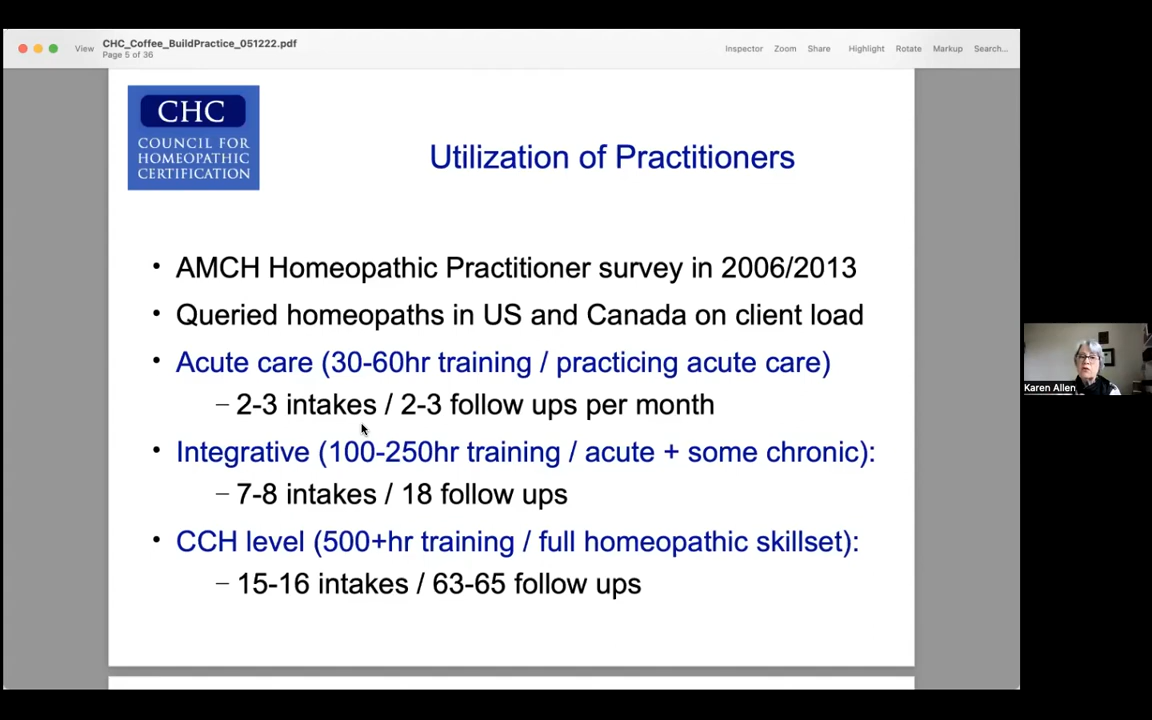 View
CHC_Coffee_BuildPractice_051222.pdf
Page 5 of 36
Inspector Zoom Share Highlight Rotate Markup Search...
CHC
COUNCIL FOR
HOMEOPATHIC
CERTIFICATION
Utilization of Practitioners
• AMCH Homeopathic Practitioner survey in 2006/2013
• Queried homeopaths in US and Canada on client load
• Acute care (30-60hr training / practicing acute care)
– 2-3 intakes / 2-3 follow ups per month
• Integrative (100-250hr training / acute + some chronic):
– 7-8 intakes / 18 follow ups
• CCH level (500+hr training / full homeopathic skillset):
– 15-16 intakes / 63-65 follow ups
Karen Allen